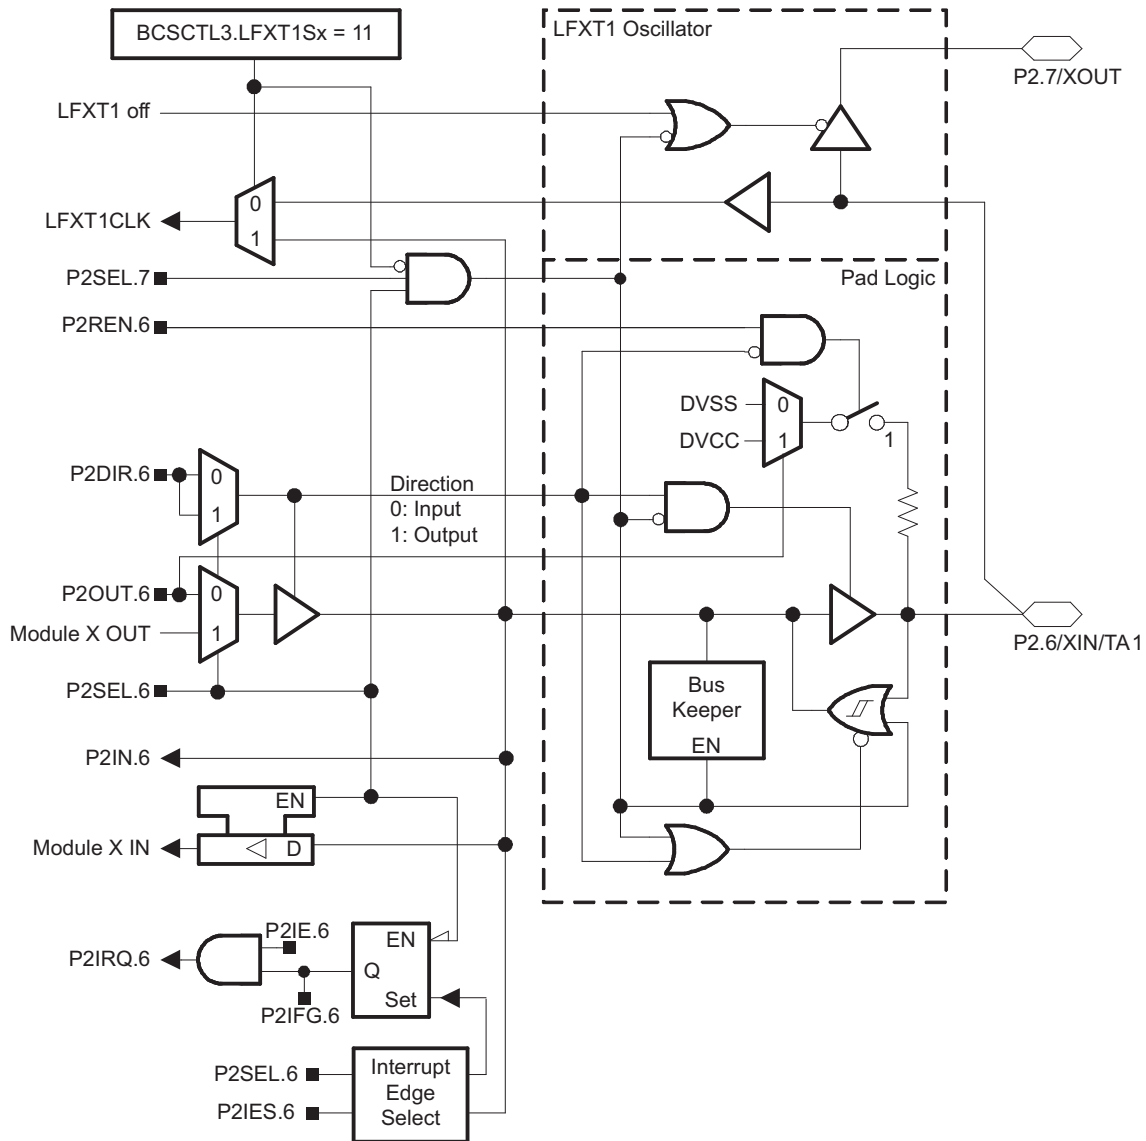 BCSCTL3.LFXT1Sx = 11
LFXT1 Oscillator
P2.7/XOUT
LFXT1 off
0
LFXT1CLK
1
P2SEL.7
Pad Logic
P2REN.6
DVSS
0
DVCC
1
1
P2DIR.6
0
1
Direction
0: Input
1: Output
P2OUT.6
0
Module X OUT
1
P2.6/XIN/TA1
P2SEL.6
Bus
Keeper
EN
P2IN.6
EN
Module X IN
D
P2IE.6
EN
P2IRQ.6
Q
Set
P2IFG.6
P2SEL.6
P2IES.6
Interrupt
Edge
Select